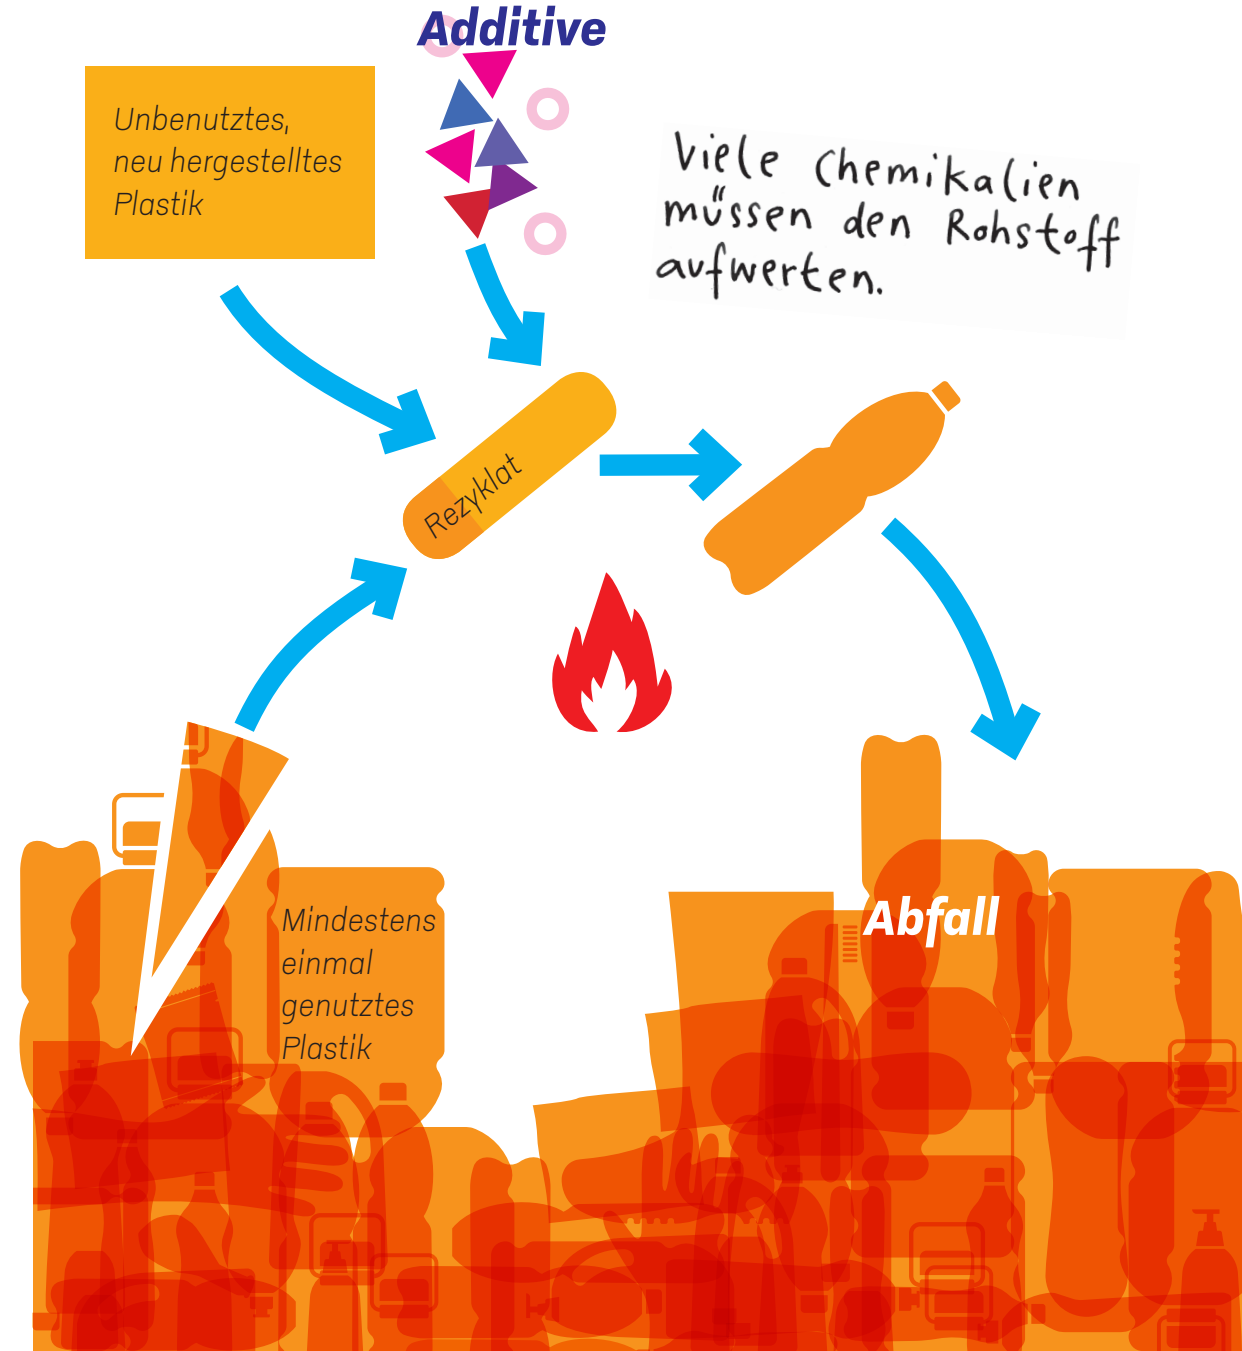 Additive
Unbenutztes,
neu hergestelltes
Plastik
Viele Chemikalien
müssen den Rohstoff
aufwerten.
Rezyklat
Mindestens
einmal
genutztes
Plastik
Abfall